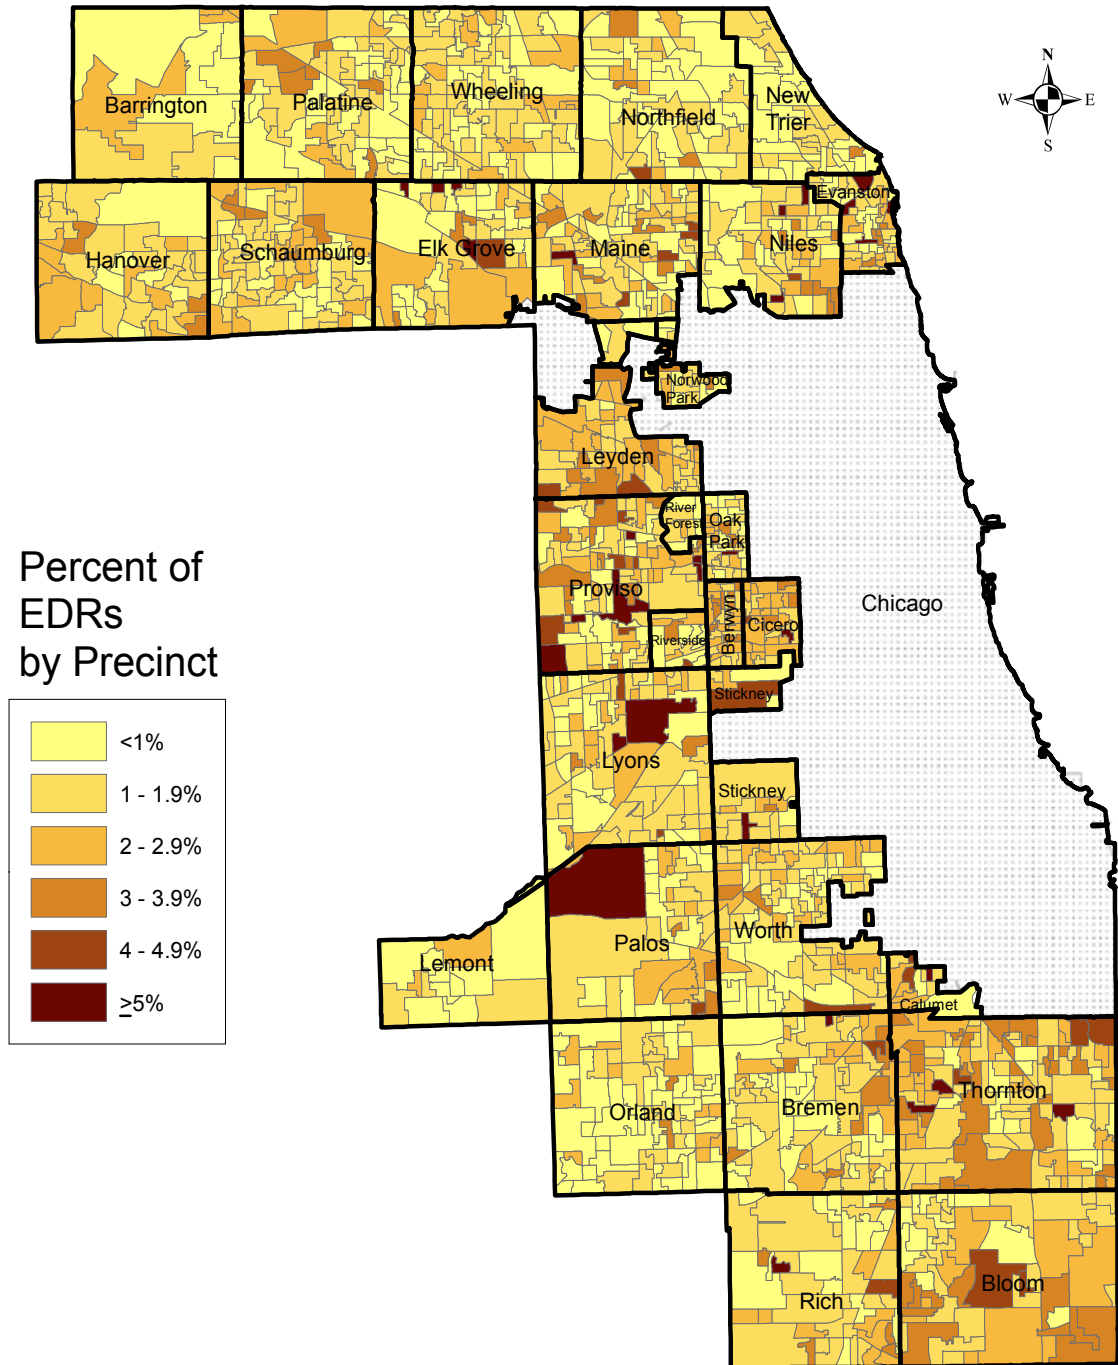 N
W E
S
Barrington
Palatine
Wheeling
Northfield
New
Trier
Evanston
Hanover
Schaumburg
Elk Grove
Maine
Niles
Norwood
Park
Leyden
River
Forest
Oak
Park
Proviso
Riverside
Berwyn
Cicero
Chicago
Stickney
Lyons
Stickney
Palos
Worth
Lemont
Calumet
Orland
Bremen
Thornton
Rich
Bloom
Percent of
EDRs
by Precinct
<1%
1 - 1.9%
2 - 2.9%
3 - 3.9%
4 - 4.9%
≥5%